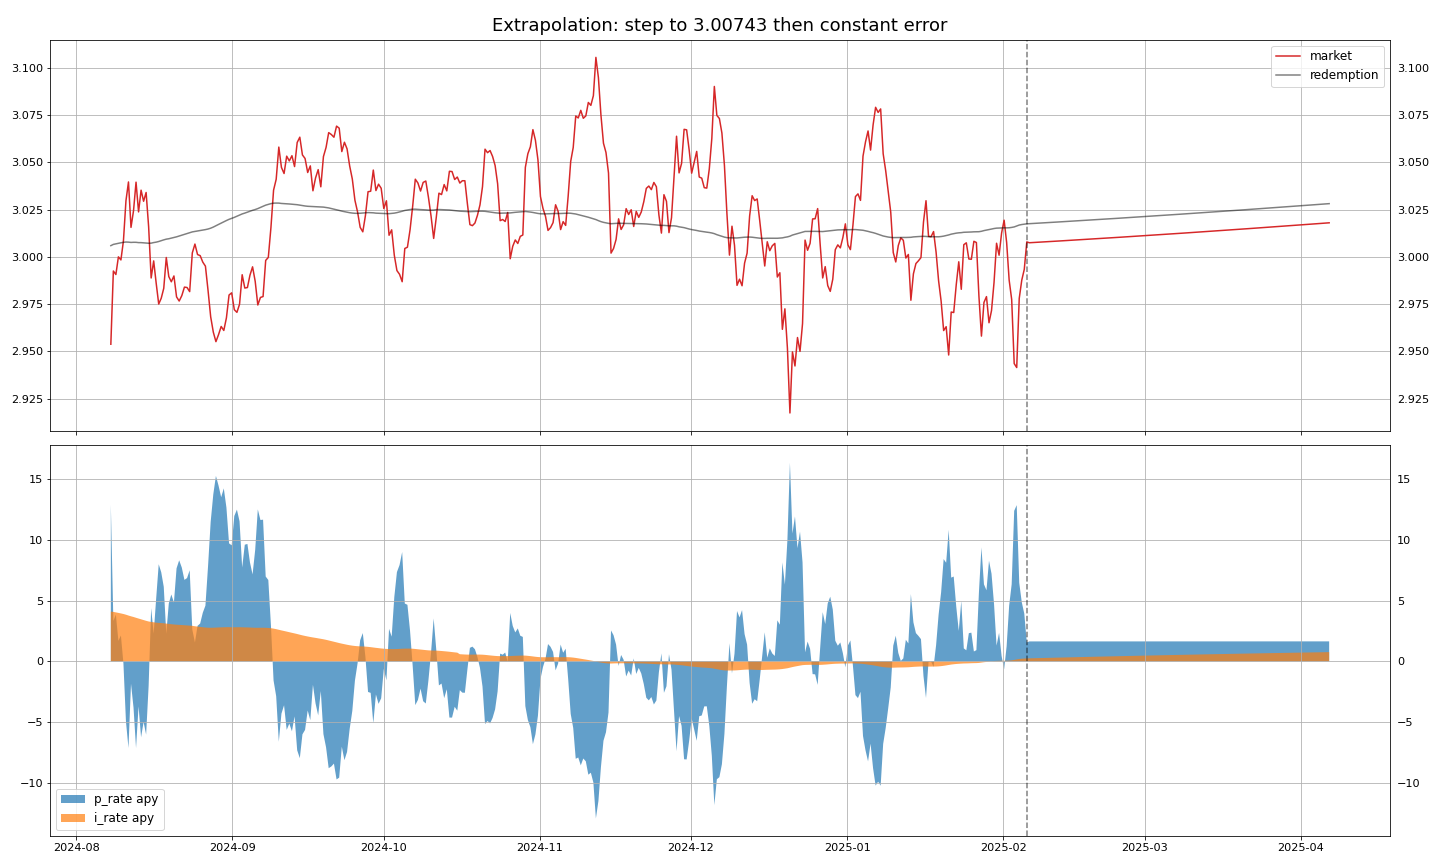 Extrapolation: step to 3.00743 then constant error
market
redemption
3.100 3.100
3.075 3.075
3.050 3.050
3.025 3.025
3.000 3.000
2.975 2.975
2.950 2.950
2.925 2.925
15 15
10 10
5 5
0 0
−5 −5
−10 −10
p_rate apy
i_rate apy
2024-08 2024-09 2024-10 2024-11 2024-12 2025-01 2025-02 2025-03 2025-04